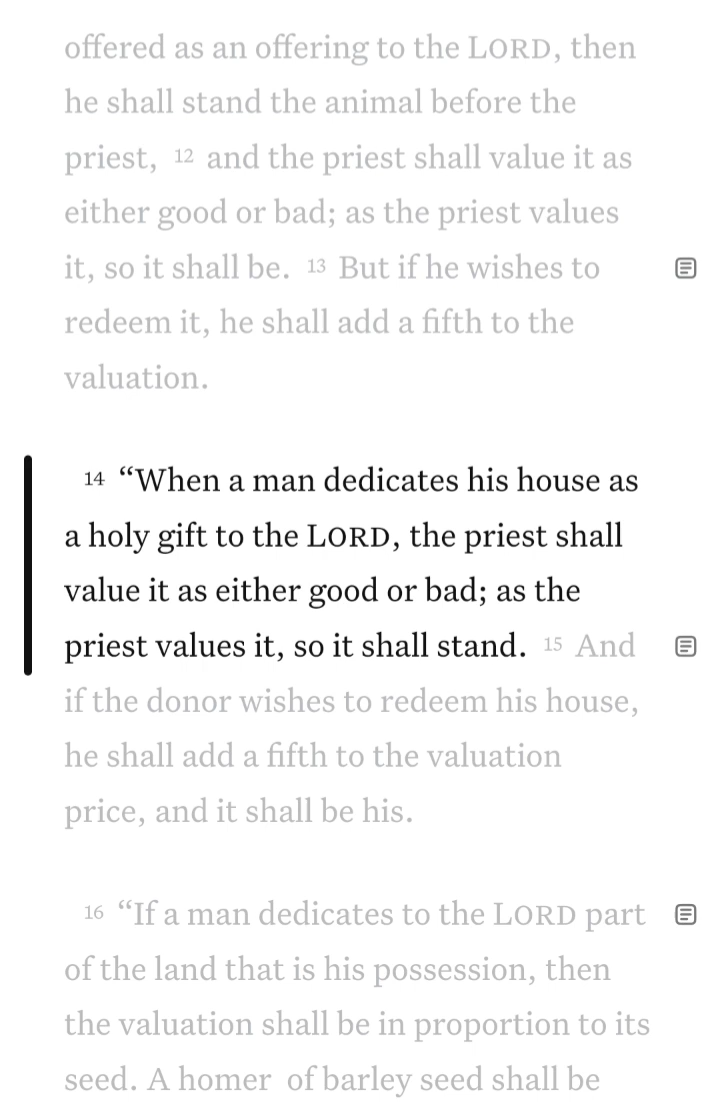 offered as an offering to the LORD, then
he shall stand the animal before the
priest, 12 and the priest shall value it as
either good or bad; as the priest values
it, so it shall be. 13 But if he wishes to
redeem it, he shall add a fifth to the
valuation.
14 “When a man dedicates his house as
a holy gift to the LORD, the priest shall
value it as either good or bad; as the
priest values it, so it shall stand. 15 And
if the donor wishes to redeem his house,
he shall add a fifth to the valuation
price, and it shall be his.
16 “If a man dedicates to the LORD part
of the land that is his possession, then
the valuation shall be in proportion to its
seed. A homer of barley seed shall be